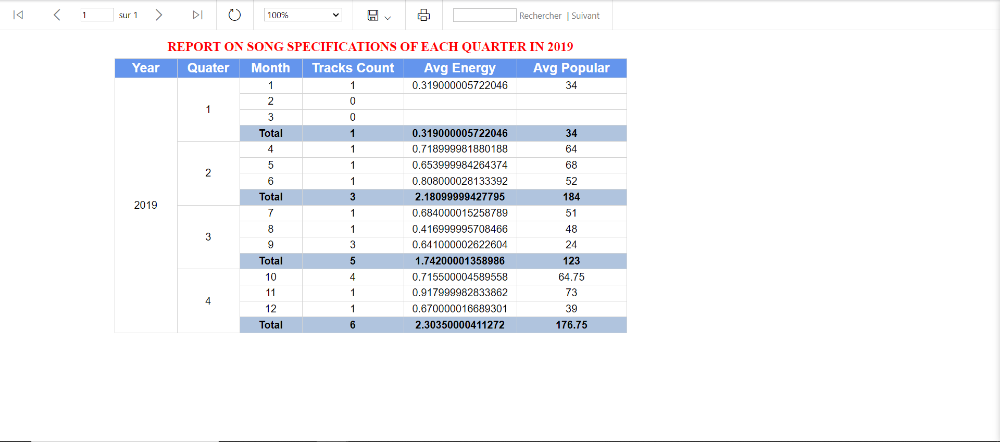 1 sur 1 100% Rechercher | Suivant
REPORT ON SONG SPECIFICATIONS OF EACH QUARTER IN 2019
Year Quater Month Tracks Count Avg Energy Avg Popular
2019 1 1 1 0.319000005722046 34
2 0
3 0
Total 1 0.319000005722046 34
2 4 1 0.718999981880188 64
5 1 0.653999984264374 68
6 1 0.808000028133392 52
Total 3 2.18099999427795 184
3 7 1 0.684000015258789 51
8 1 0.416999995708466 48
9 3 0.641000002622604 24
Total 5 1.74200001358986 123
4 10 4 0.715500004589558 64.75
11 1 0.917999982833862 73
12 1 0.670000016689301 39
Total 6 2.30350000411272 176.75